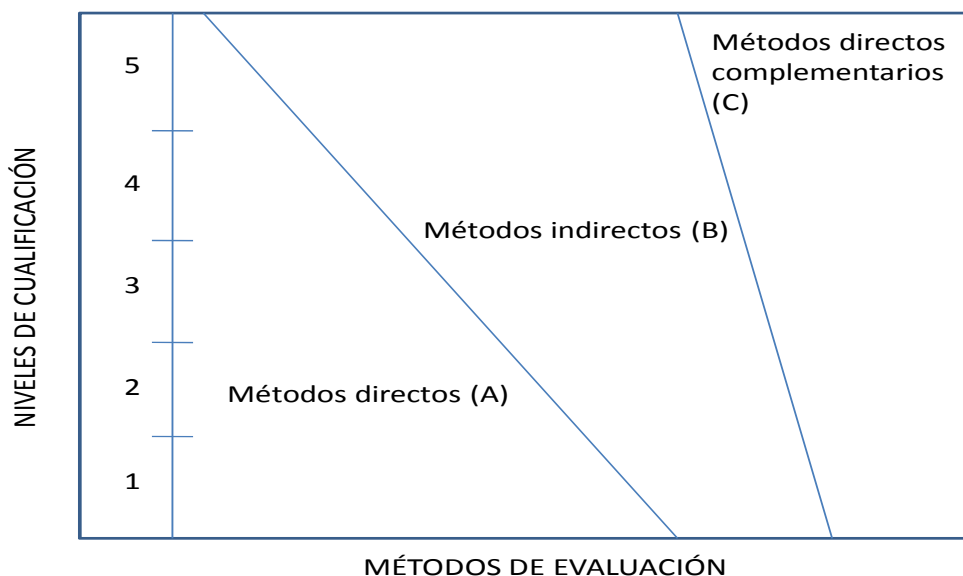 Métodos directos
complementarios
(C)
5
4
Métodos indirectos (B)
3
Métodos directos (A)
2
1
NIVELES DE CUALIFICACIÓN
MÉTODOS DE EVALUACIÓN